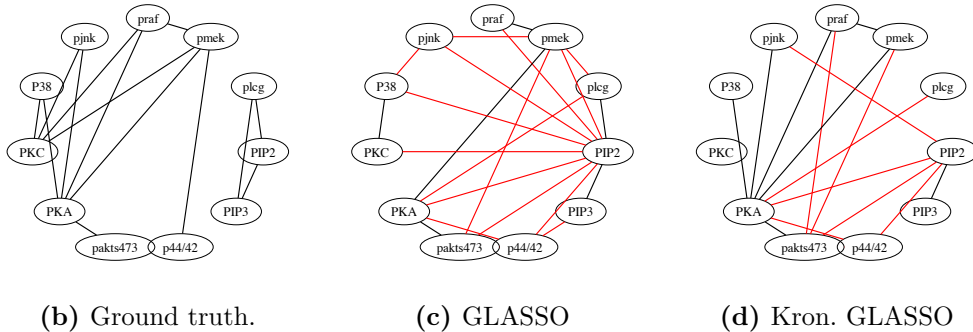 praf
pjnk
pmek
P38
plcg
PKC
PIP2
PKA
PIP3
pakts473
p44/42
(b) Ground truth.
praf
pjnk
pmek
P38
plcg
PKC
PIP2
PKA
PIP3
pakts473
p44/42
(c) GLASSO
praf
pjnk
pmek
P38
plcg
PKC
PIP2
PKA
PIP3
pakts473
p44/42
(d) Kron. GLASSO